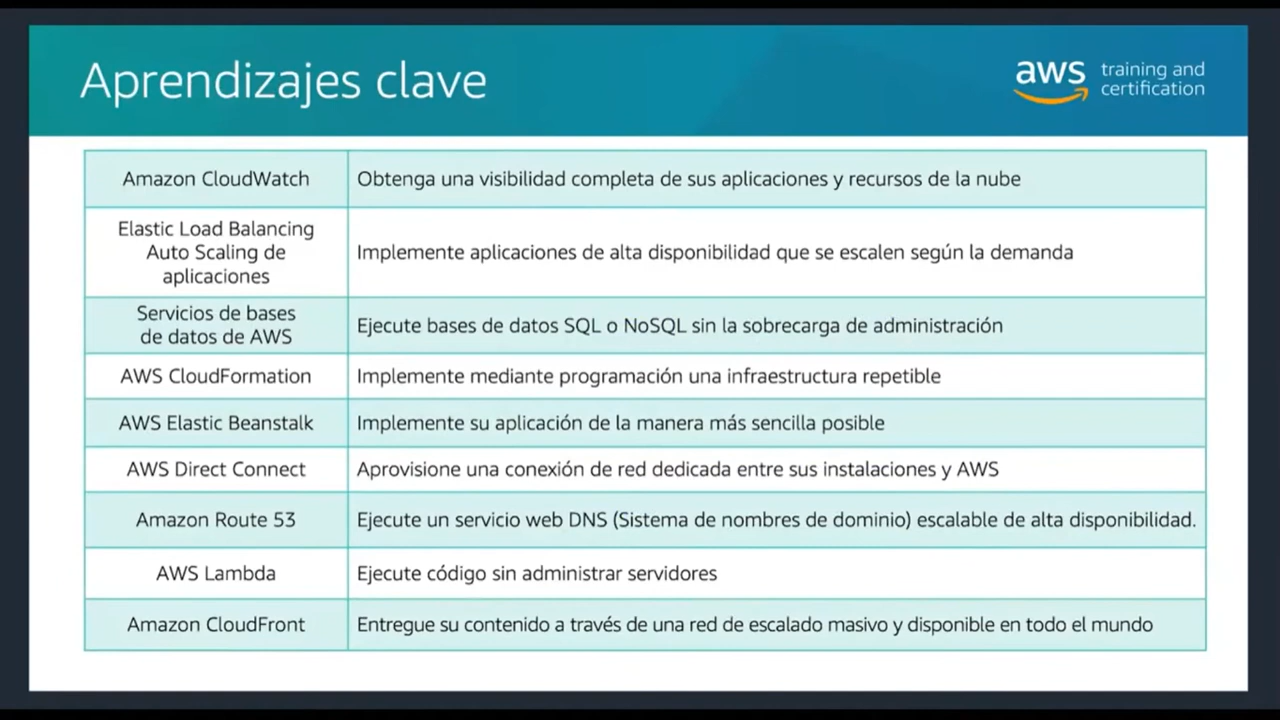 Aprendizajes clave
aws training and
certification
Amazon CloudWatch
Obtenga una visibilidad completa de sus aplicaciones y recursos de la nube
Elastic Load Balancing
Auto Scaling de
aplicaciones
Implemente aplicaciones de alta disponibilidad que se escalen según la demanda
Servicios de bases
de datos de AWS
Ejecute bases de datos SQL o NoSQL sin la sobrecarga de administración
AWS CloudFormation
Implemente mediante programación una infraestructura repetible
AWS Elastic Beanstalk
Implemente su aplicación de la manera más sencilla posible
AWS Direct Connect
Aprovisione una conexión de red dedicada entre sus instalaciones y AWS
Amazon Route 53
Ejecute un servicio web DNS (Sistema de nombres de dominio) escalable de alta disponibilidad.
AWS Lambda
Ejecute código sin administrar servidores
Amazon CloudFront
Entregue su contenido a través de una red de escalado masivo y disponible en todo el mundo